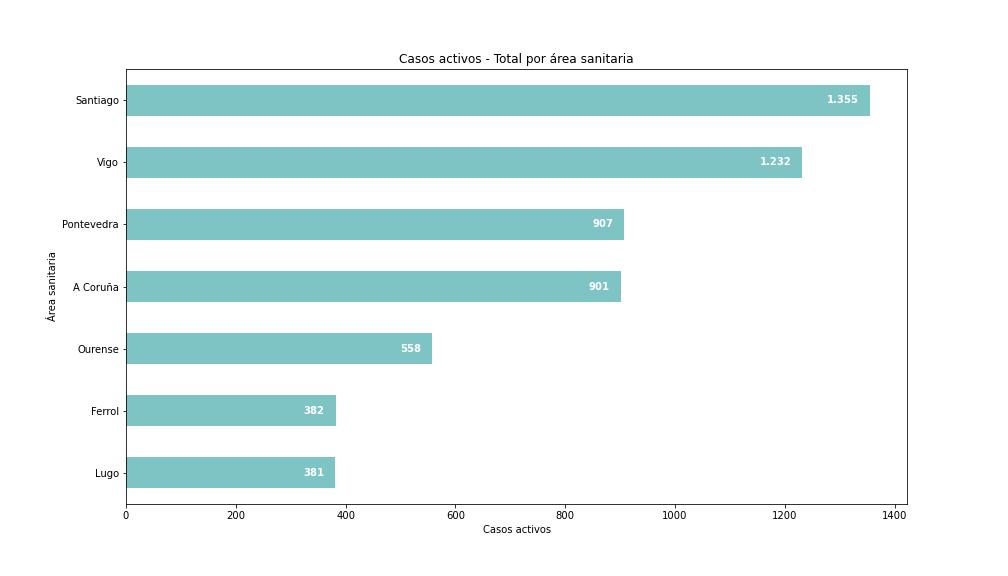 Casos activos - Total por área sanitaria
Santiago
1.355
Vigo
1.232
Pontevedra
907
A Coruña
901
Ourense
558
Ferrol
382
Lugo
381
Área sanitaria
0 200 400 600 800 1000 1200 1400
Casos activos